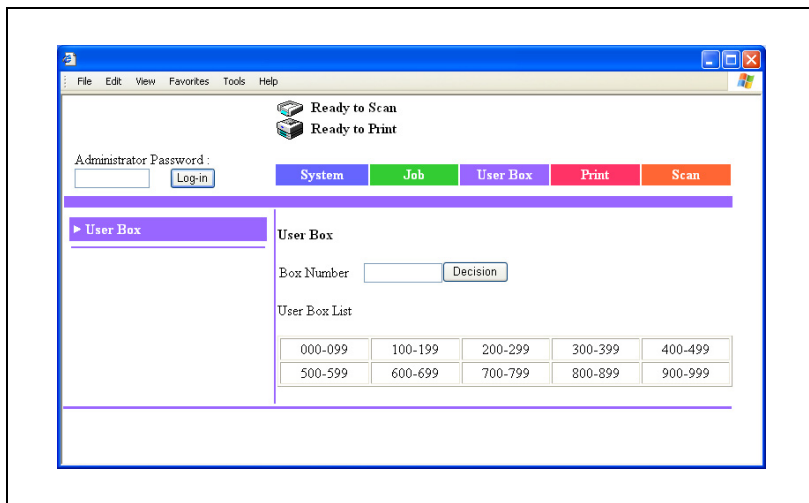 File Edit View Favorites Tools Help
Ready to Scan
Ready to Print
Administrator Password :
Log-in
System Job User Box Print Scan
User Box
User Box
Box Number Decision
User Box List
000-099 100-199 200-299 300-399 400-499
500-599 600-699 700-799 800-899 900-999